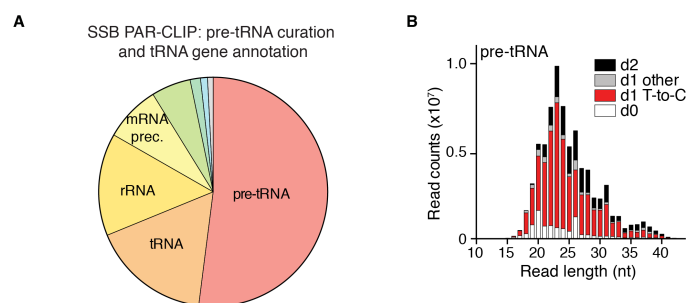 A
SSB PAR-CLIP: pre-tRNA curation
and tRNA gene annotation
mRNA
prec.
rRNA
pre-tRNA
tRNA
B
pre-tRNA
d2
d1 other
d1 T-to-C
d0
Read counts (x10⁷)
1.0
0.5
0
10 15 20 25 30 35 40
Read length (nt)